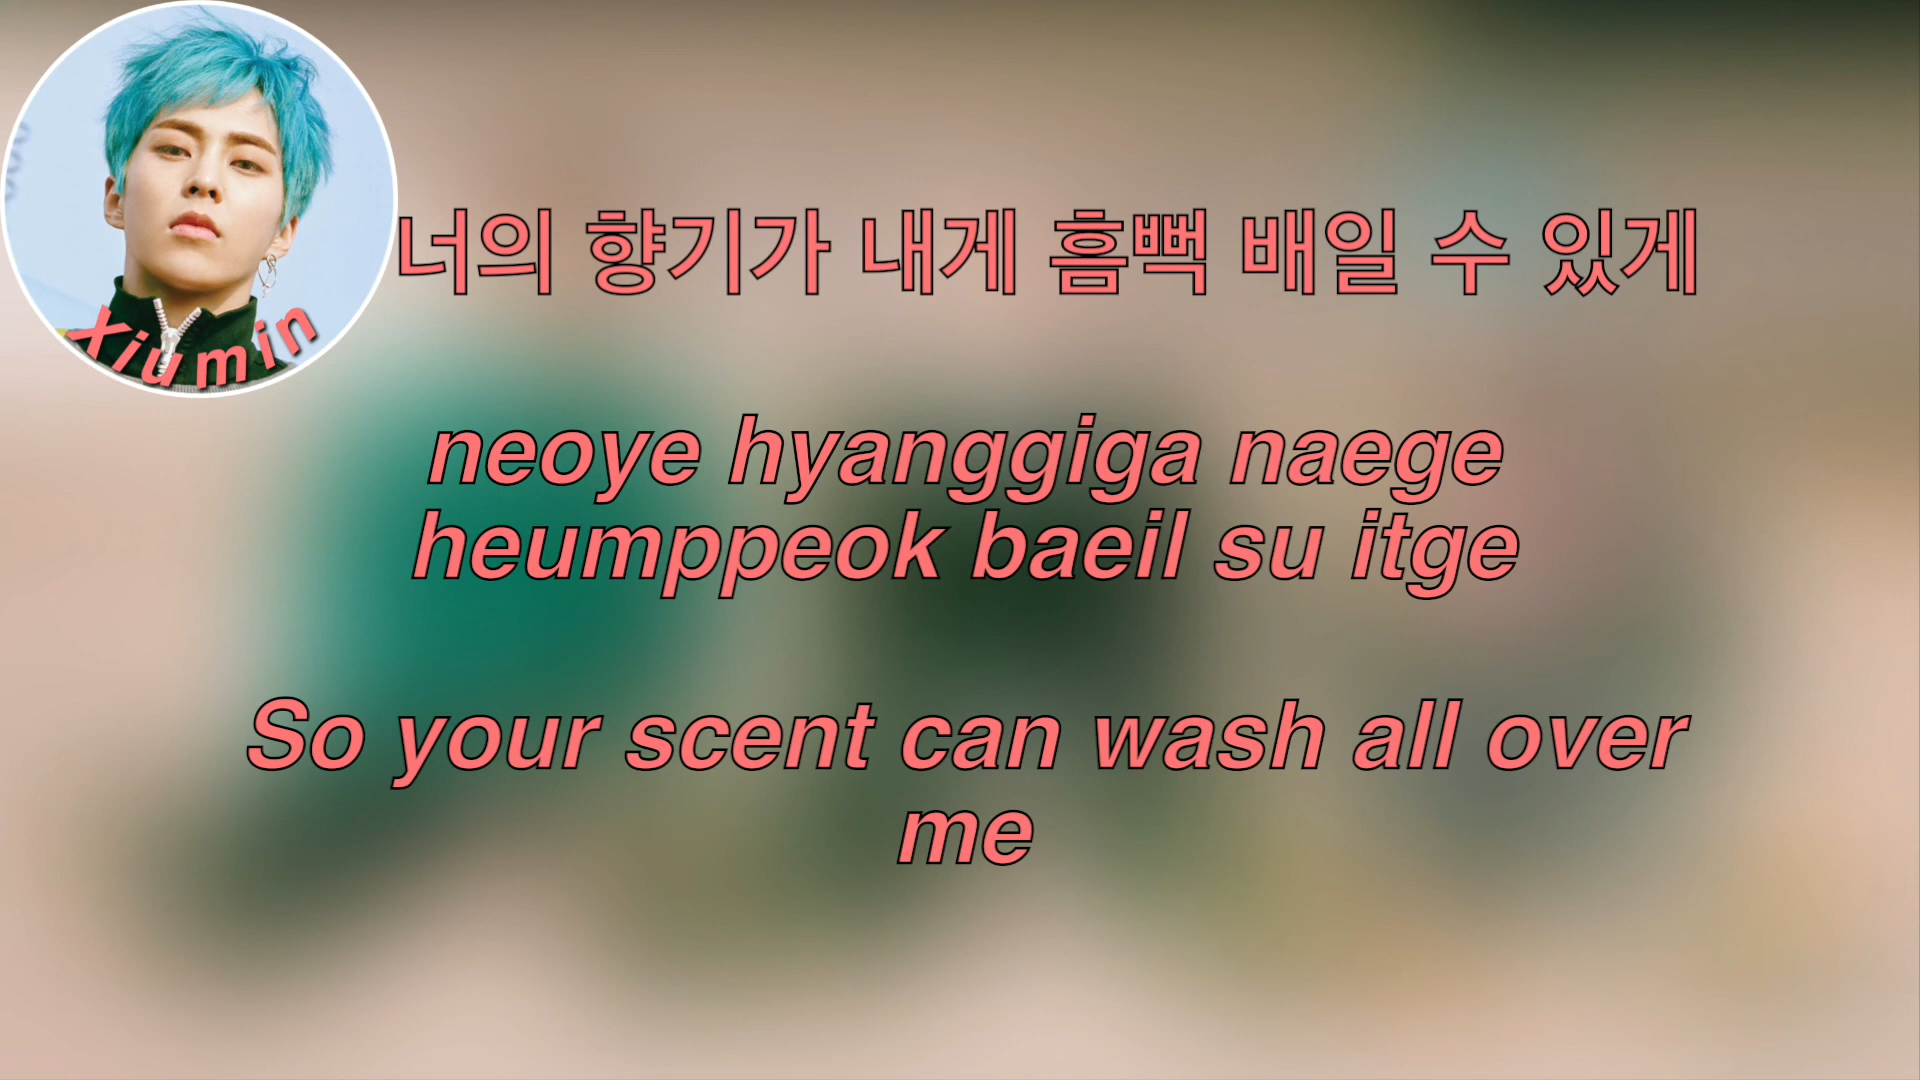 Xiumin
너의 향기가 내게 흠뻑 배일 수 있게
neoye hyanggiga naege
heumppeok baeil su itge
So your scent can wash all over
me